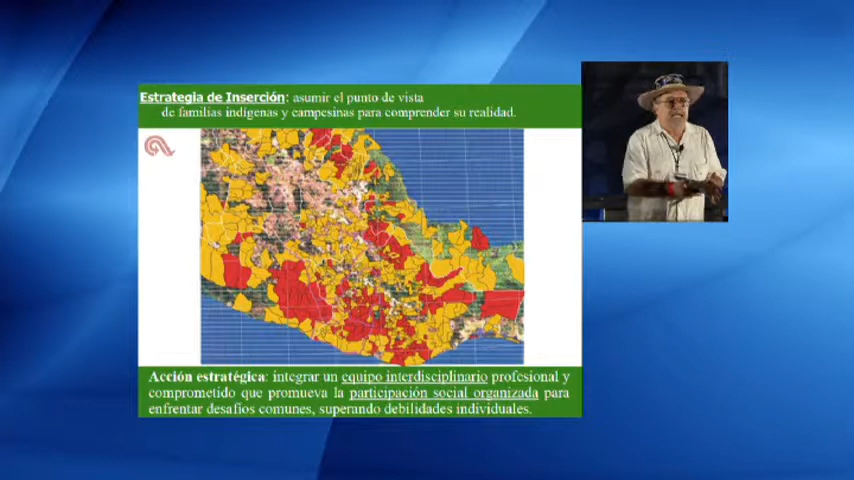 Estrategia de Inserción: asumir el punto de vista
de familias indígenas y campesinas para comprender su realidad.
Acción estratégica: integrar un equipo interdisciplinario profesional y
comprometido que promueva la participación social organizada para
enfrentar desafíos comunes, superando debilidades individuales.